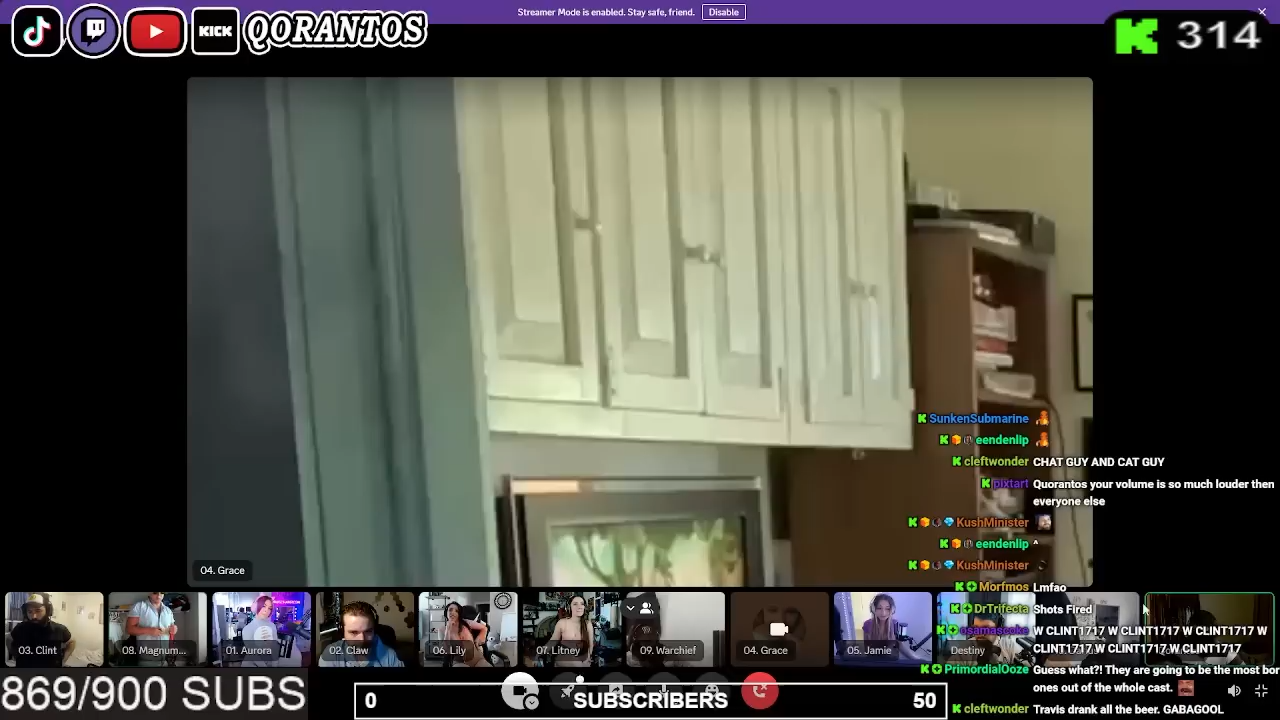 Streamer Mode is enabled. Stay safe, friend. Disable
KICK QORANTOS
314
SunkenSubmarine
eendenlip
cleftwonder CHAT GUY AND CAT GUY
pixtart Quorantos your volume is so much louder then
everyone else
KushMinister
eendenlip ^
KushMinister
Morfmos Lmfao
DrTrifecta Shots Fired
osamascoke W CLINT1717 W CLINT1717 W CLINT1717 W
CLINT1717 W CLINT1717 W CLINT1717
PrimordialOoze Guess what?! They are going to be the most bor
ones out of the whole cast.
cleftwonder Travis drank all the beer. GABAGOOL
04. Grace
03. Clint
08. Magnum...
01. Aurora
02. Claw
06. Lily
07. Litney
09. Warchief
04. Grace
05. Jamie
Destiny
869/900 SUBS
0 SUBSCRIBERS 50